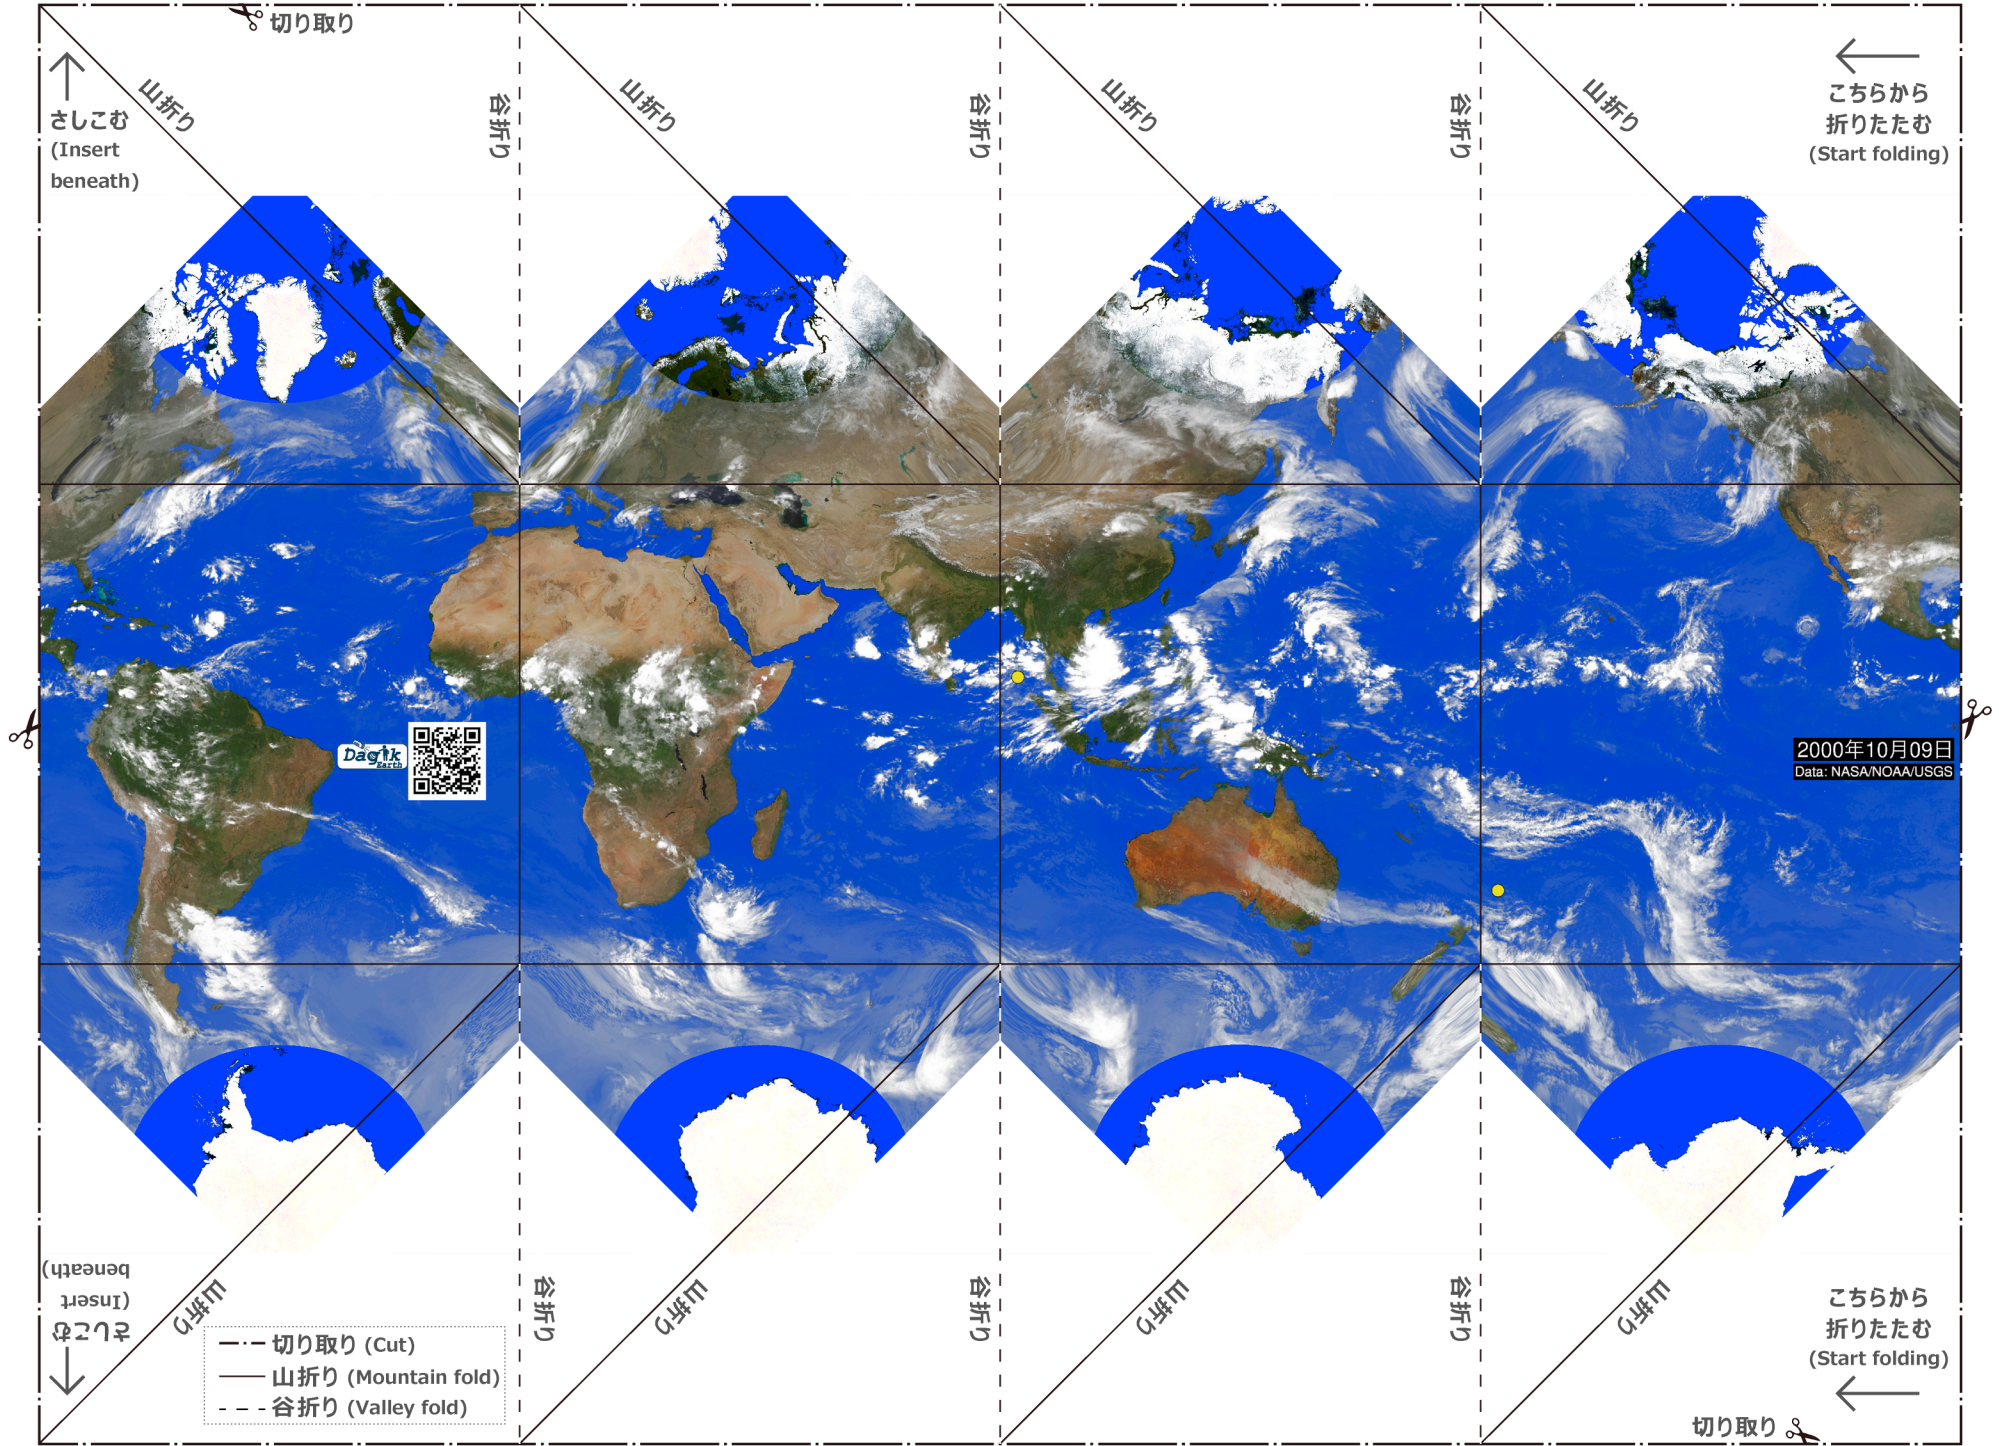 切り取り
山折り
山折り
山折り
山折り
谷折り
谷折り
谷折り
さしこむ
(Insert
beneath)
こちらから
折りたたむ
(Start folding)
Dagik
Earth
2000年10月09日
Data: NASA/NOAA/USGS
さしこむ
(Insert
beneath)
山折り
山折り
山折り
山折り
谷折り
谷折り
谷折り
切り取り (Cut)
山折り (Mountain fold)
谷折り (Valley fold)
こちらから
折りたたむ
(Start folding)
切り取り